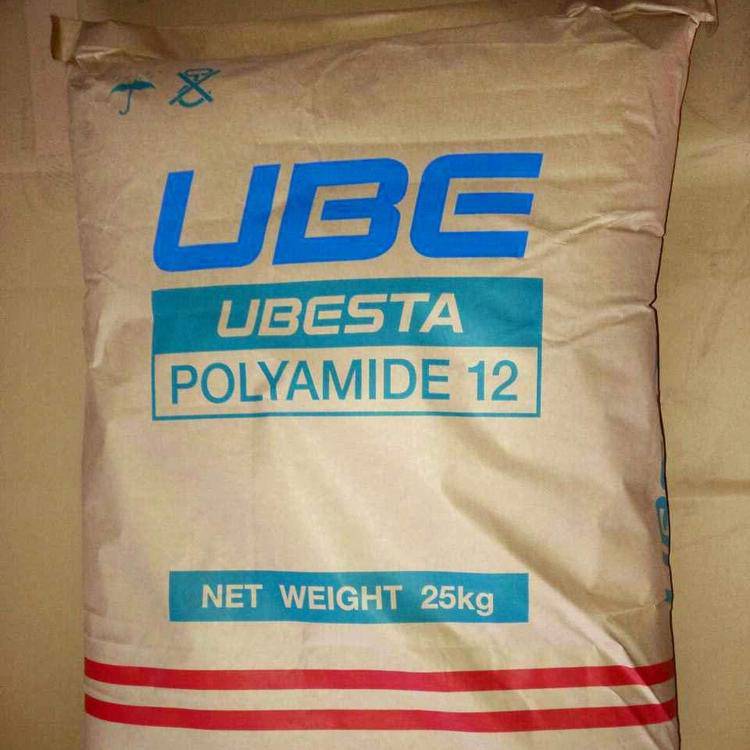 UBE
UBESTA
POLYAMIDE 12
NET WEIGHT 25kg